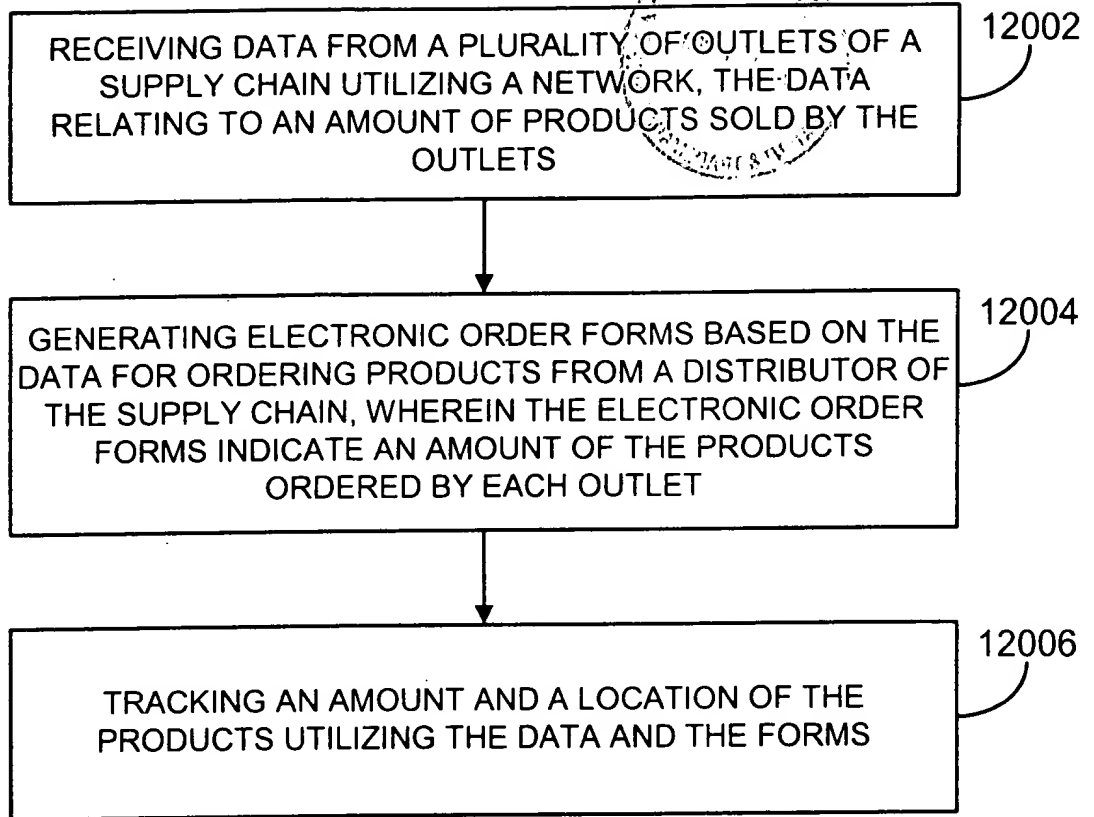 RECEIVING DATA FROM A PLURALITY OF OUTLETS OF A
SUPPLY CHAIN UTILIZING A NETWORK, THE DATA
RELATING TO AN AMOUNT OF PRODUCTS SOLD BY THE
OUTLETS
12002
GENERATING ELECTRONIC ORDER FORMS BASED ON THE
DATA FOR ORDERING PRODUCTS FROM A DISTRIBUTOR OF
THE SUPPLY CHAIN, WHEREIN THE ELECTRONIC ORDER
FORMS INDICATE AN AMOUNT OF THE PRODUCTS
ORDERED BY EACH OUTLET
12004
TRACKING AN AMOUNT AND A LOCATION OF THE
PRODUCTS UTILIZING THE DATA AND THE FORMS
12006